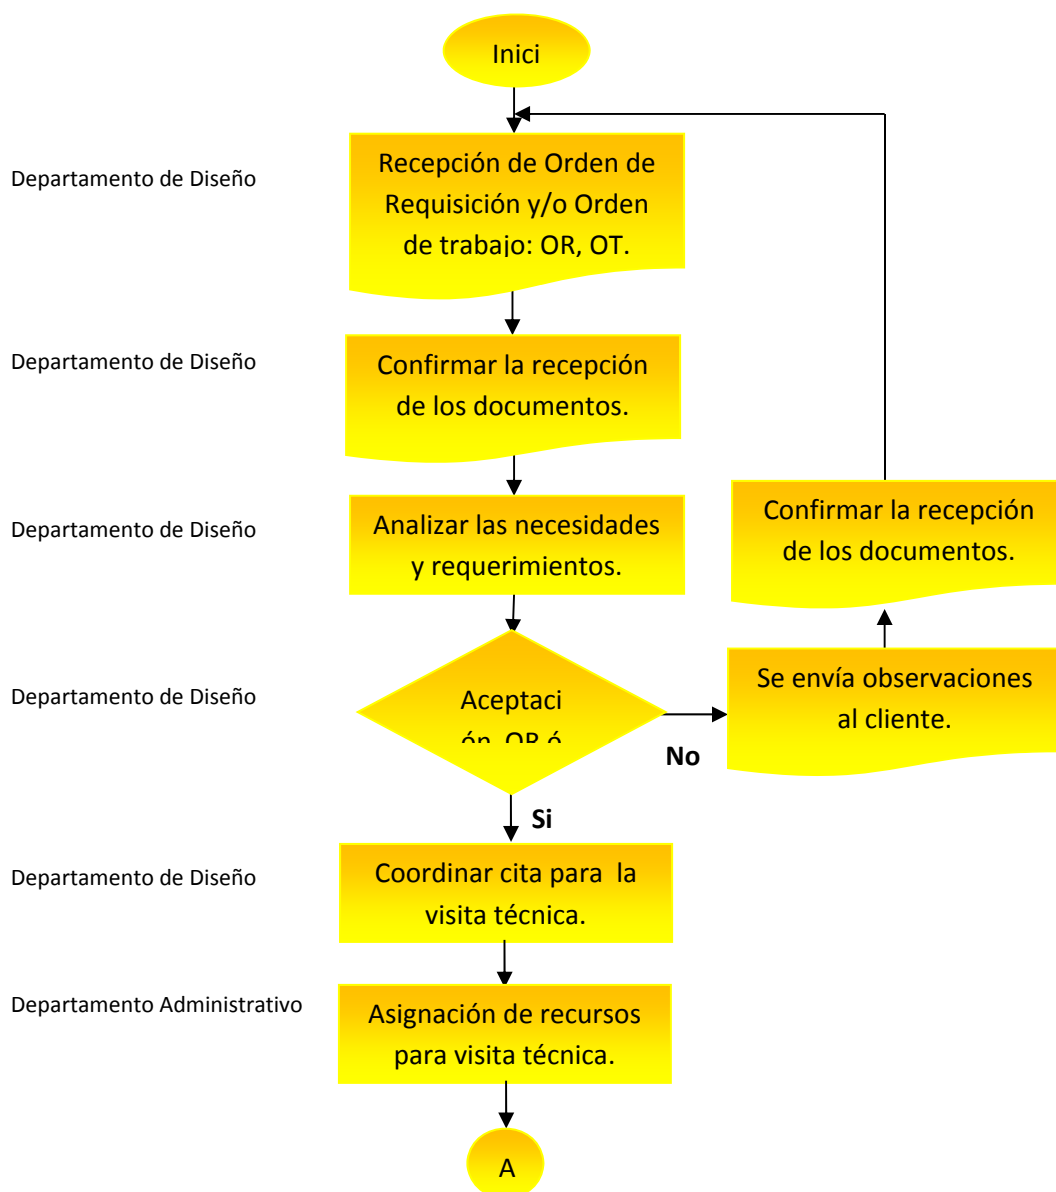 Inici
Departamento de Diseño
Recepción de Orden de
Requisición y/o Orden
de trabajo: OR, OT.
Departamento de Diseño
Confirmar la recepción
de los documentos.
Departamento de Diseño
Analizar las necesidades
y requerimientos.
Confirmar la recepción
de los documentos.
Departamento de Diseño
Aceptaci
ón OR ó
No
Se envía observaciones
al cliente.
Si
Departamento de Diseño
Coordinar cita para la
visita técnica.
Departamento Administrativo
Asignación de recursos
para visita técnica.
A